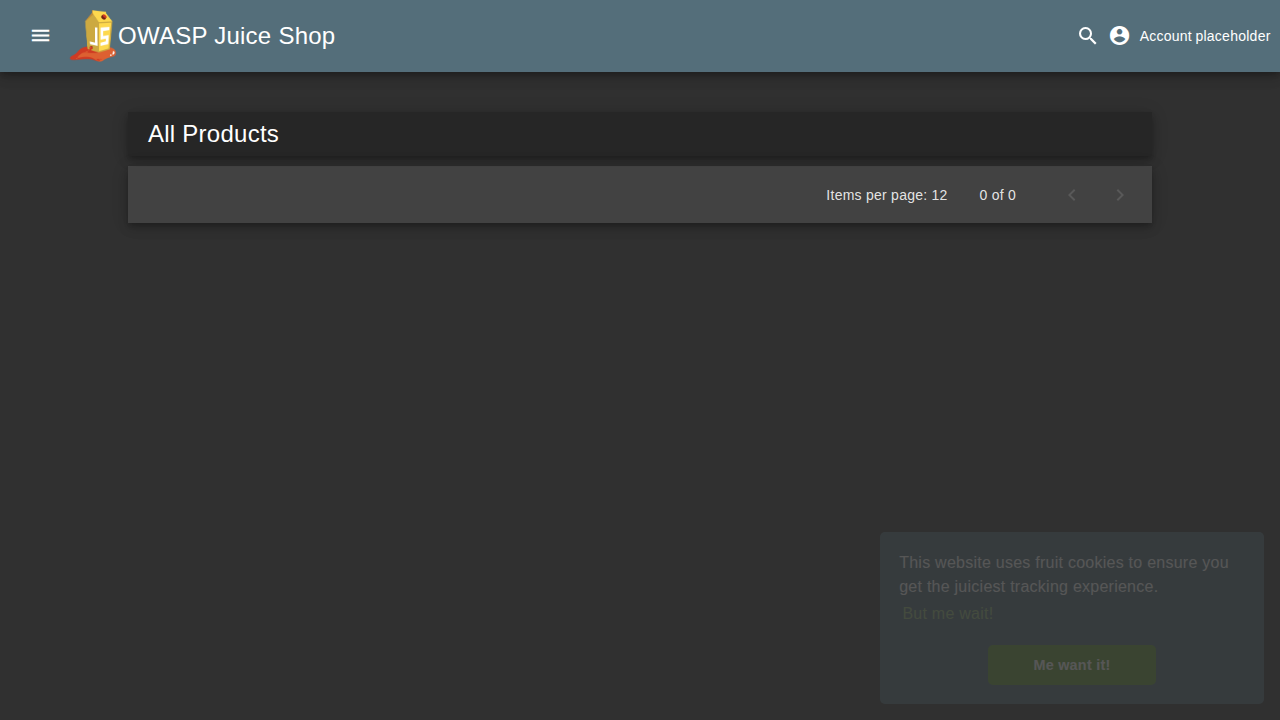 OWASP Juice Shop
Account placeholder
All Products
Items per page: 12
0 of 0
This website uses fruit cookies to ensure you
get the juiciest tracking experience.
But me wait!
Me want it!